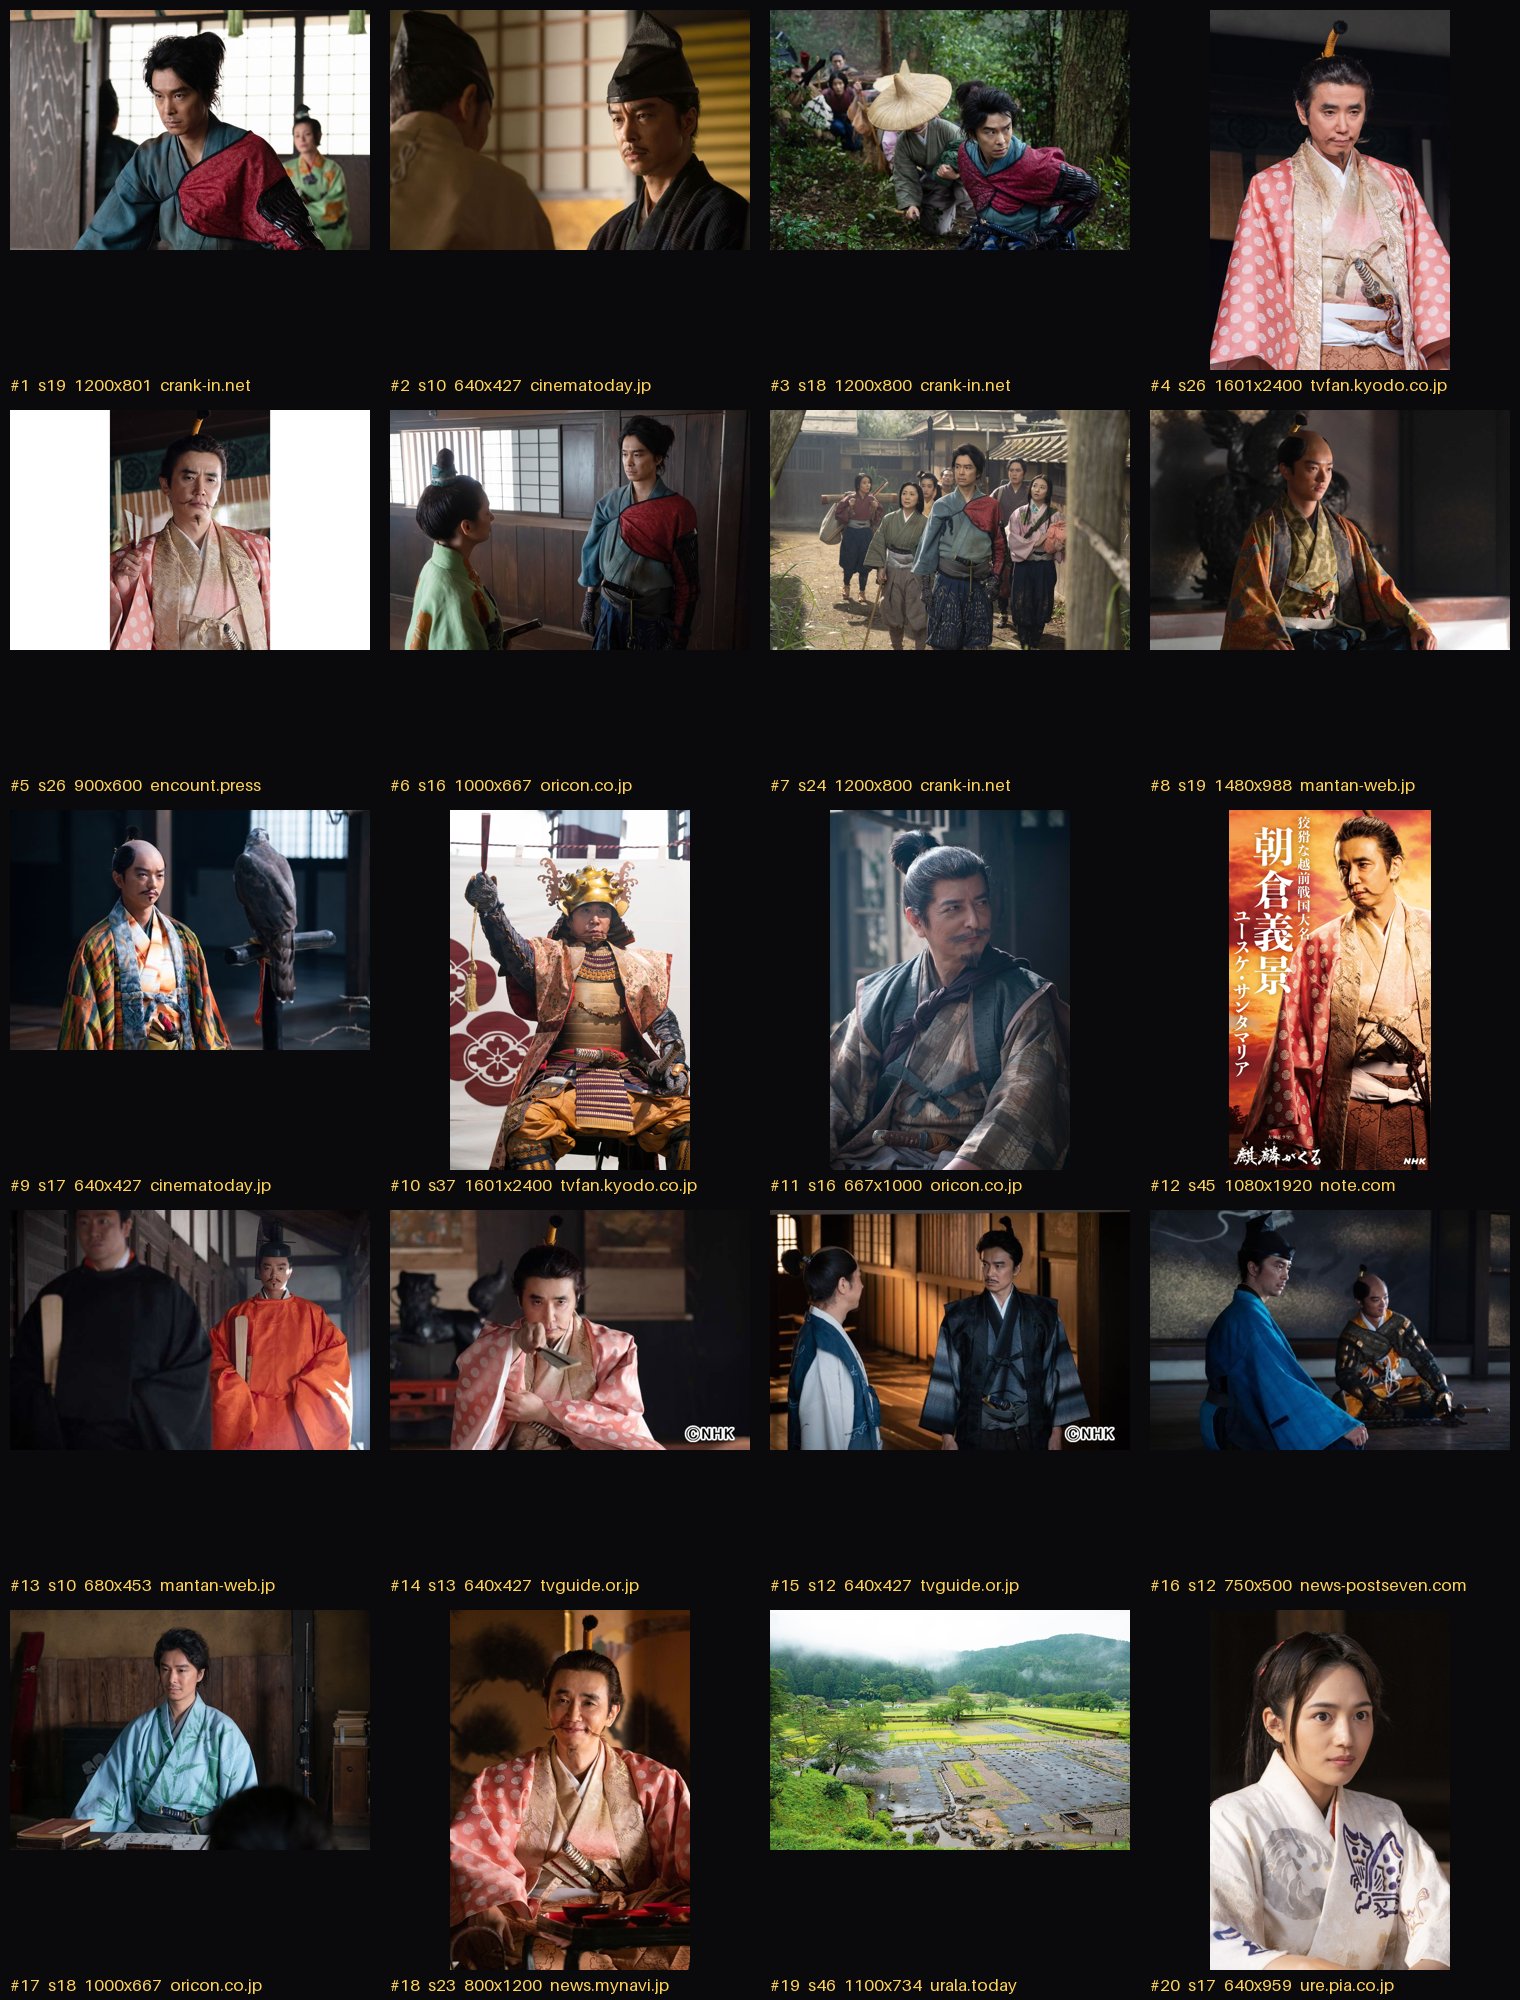 #1 s19 1200x801 crank-in.net
#2 s10 640x427 cinematoday.jp
#3 s18 1200x800 crank-in.net
#4 s26 1601x2400 tvfan.kyodo.co.jp
#5 s26 900x600 encount.press
#6 s16 1000x667 oricon.co.jp
#7 s24 1200x800 crank-in.net
#8 s19 1480x988 mantan-web.jp
狡猾な越前戦国大名
朝倉義景
ユースケ・サンタマリア
大河ドラマ
麒麟がくる
NHK
#9 s17 640x427 cinematoday.jp
#10 s37 1601x2400 tvfan.kyodo.co.jp
#11 s16 667x1000 oricon.co.jp
#12 s45 1080x1920 note.com
©NHK
©NHK
#13 s10 680x453 mantan-web.jp
#14 s13 640x427 tvguide.or.jp
#15 s12 640x427 tvguide.or.jp
#16 s12 750x500 news-postseven.com
#17 s18 1000x667 oricon.co.jp
#18 s23 800x1200 news.mynavi.jp
#19 s46 1100x734 urala.today
#20 s17 640x959 ure.pia.co.jp